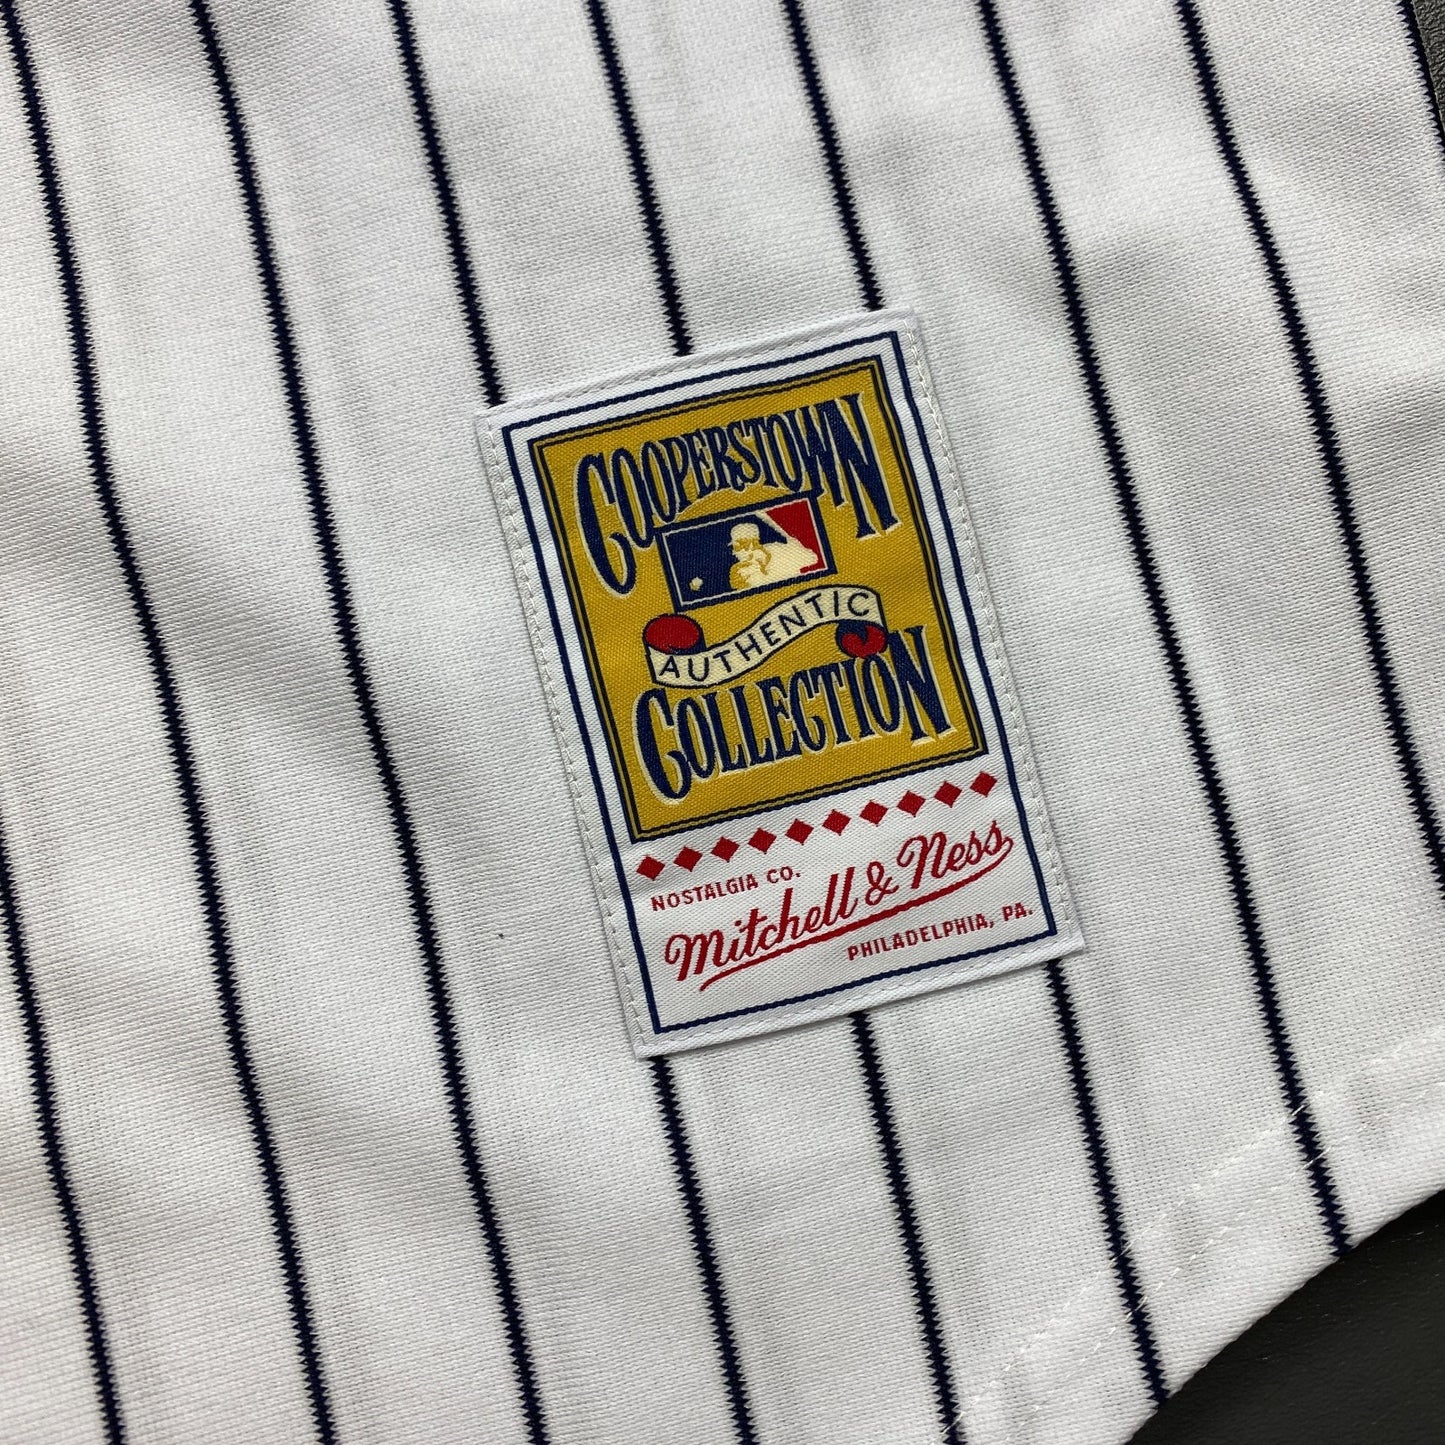 COOPERSTOWN
AUTHENTIC
COLLECTION
NOSTALGIA CO.
Mitchell & Ness
PHILADELPHIA, PA.